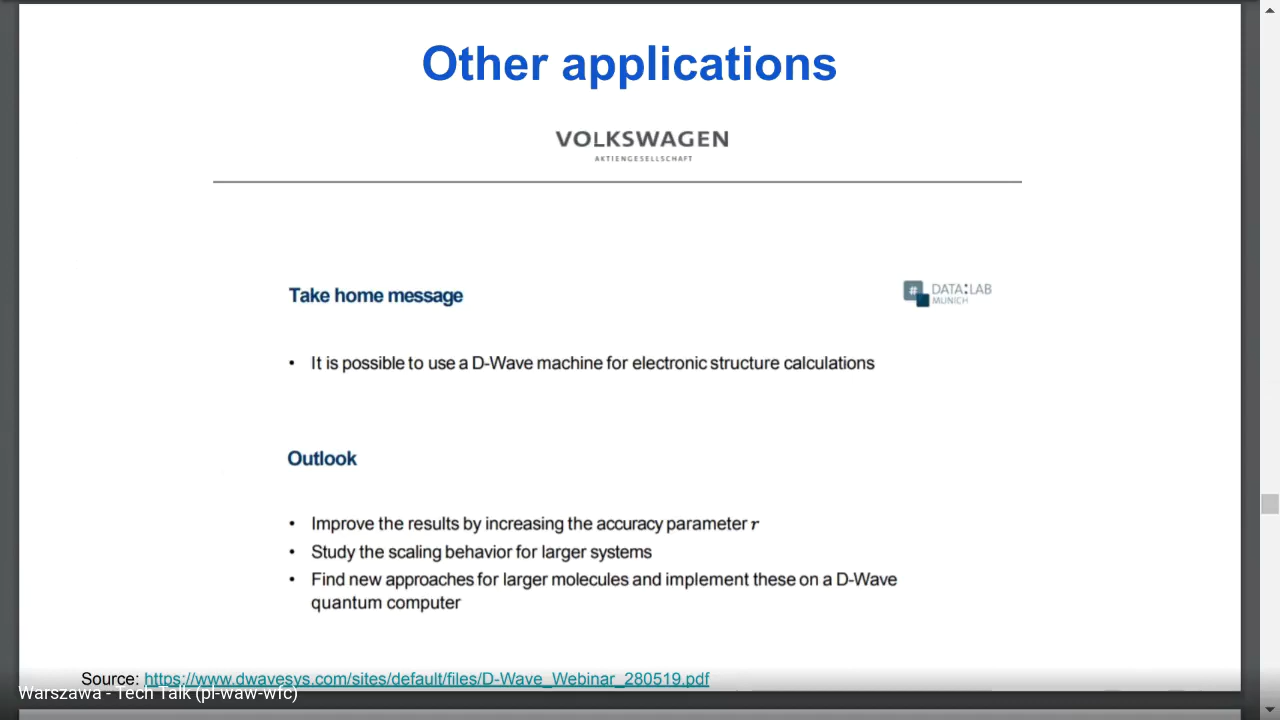 Other applications
VOLKSWAGEN
AKTIENGESELLSCHAFT
Take home message
# DATA:LAB
MUNICH
• It is possible to use a D-Wave machine for electronic structure calculations
Outlook
• Improve the results by increasing the accuracy parameter r
• Study the scaling behavior for larger systems
• Find new approaches for larger molecules and implement these on a D-Wave
quantum computer
Source: https://www.dwavesys.com/sites/default/files/D-Wave_Webinar_280519.pdf
Warszawa - Tech Talk (pl-waw-wfc)